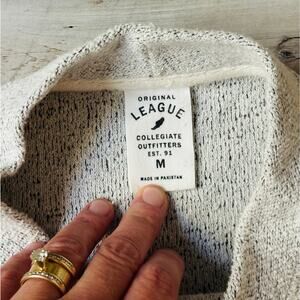 ORIGINAL
LEAGUE
COLLEGIATE
OUTFITTERS
EST. 91
M
MADE IN PAKISTAN